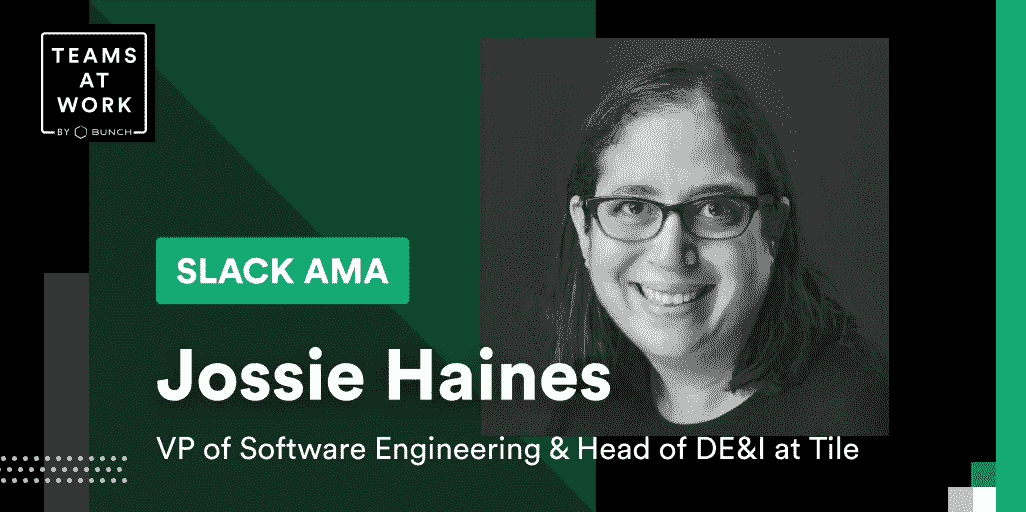 TEAMS
AT
WORK
BY BUNCH
SLACK AMA
Jossie Haines
VP of Software Engineering & Head of DE&I at Tile